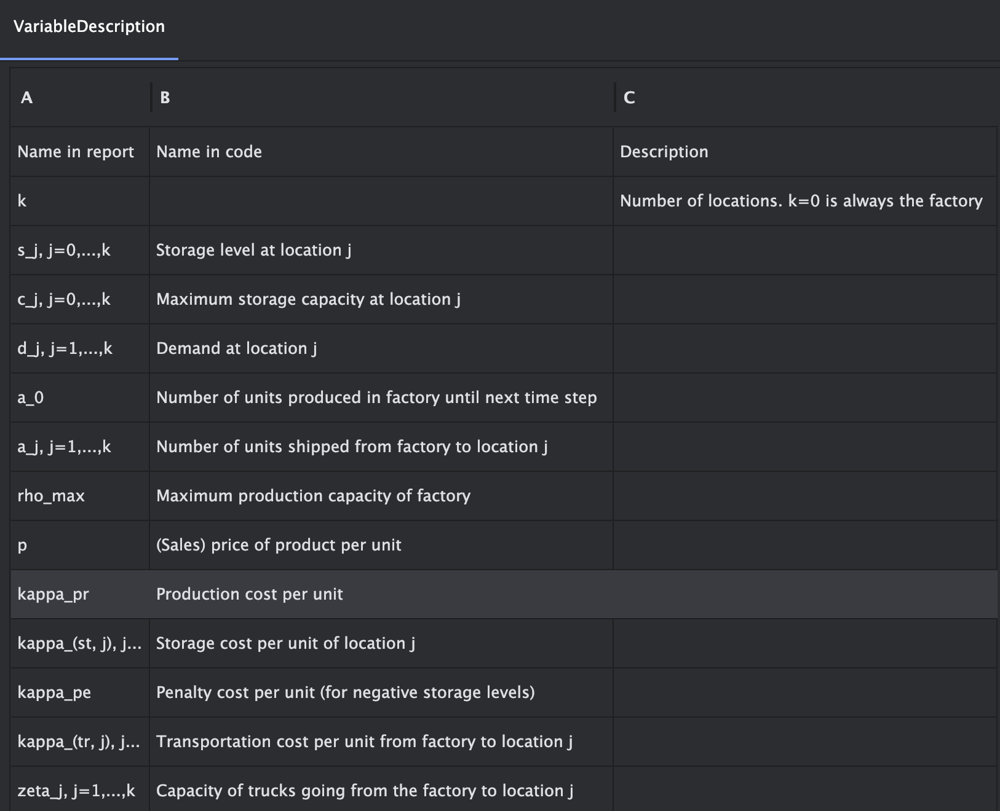 VariableDescription
A B C
Name in report Name in code Description
k Number of locations. k=0 is always the factory
s_j, j=0,...,k Storage level at location j
c_j, j=0,...,k Maximum storage capacity at location j
d_j, j=1,...,k Demand at location j
a_0 Number of units produced in factory until next time step
a_j, j=1,...,k Number of units shipped from factory to location j
rho_max Maximum production capacity of factory
p (Sales) price of product per unit
kappa_pr Production cost per unit
kappa_(st, j), j... Storage cost per unit of location j
kappa_pe Penalty cost per unit (for negative storage levels)
kappa_(tr, j), j... Transportation cost per unit from factory to location j
zeta_j, j=1,...,k Capacity of trucks going from the factory to location j